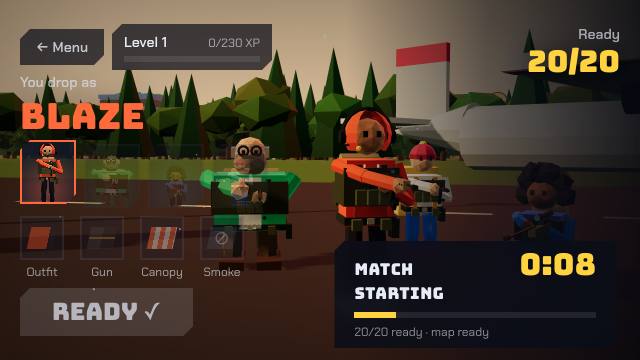 ← Menu
Level 1
0/230 XP
Ready
20/20
You drop as
BLAZE
Outfit
Gun
Canopy
Smoke
READY ✓
MATCH
STARTING
0:08
20/20 ready · map ready